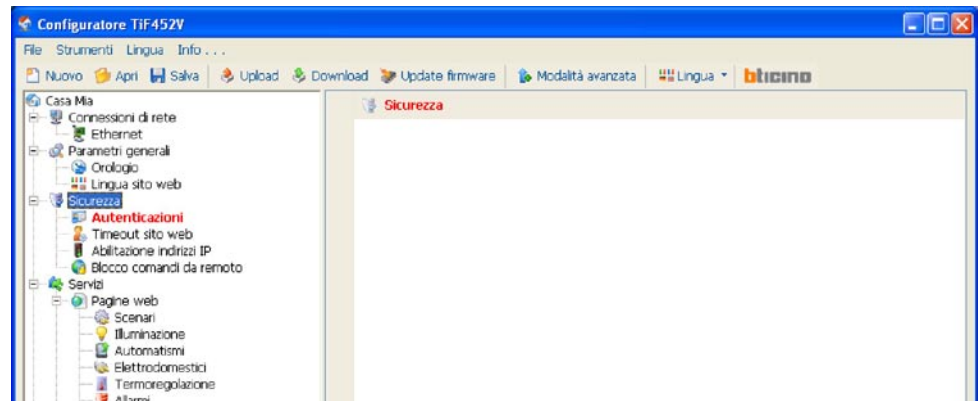 Configuratore TiF452V
File Strumenti Lingua Info . . .
Nuovo Apri Salva Upload Download Update firmware Modalità avanzata Lingua bticino
Casa Mia
Sicurezza
Connessioni di rete
Ethernet
Parametri generali
Orologio
Lingua sito web
Sicurezza
Autenticazioni
Timeout sito web
Abilitazione indirizzi IP
Blocco comandi da remoto
Servizi
Pagine web
Scenari
Illuminazione
Automatismi
Elettrodomestici
Termoregolazione
Allarmi